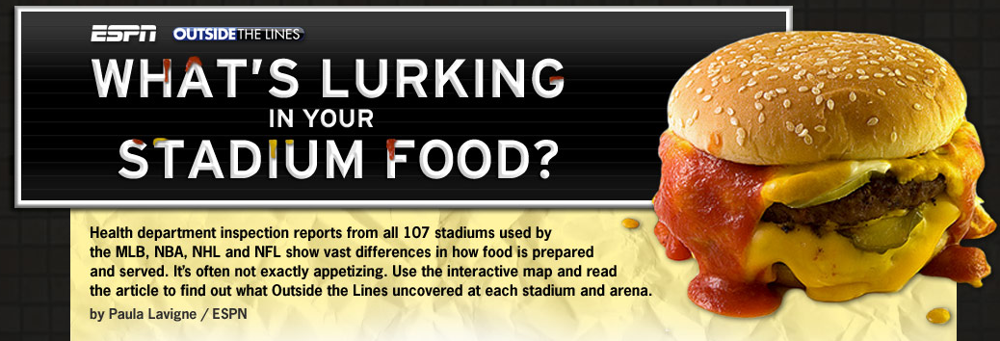 ESPN OUTSIDE THE LINES
WHAT'S LURKING
IN YOUR
STADIUM FOOD?
Health department inspection reports from all 107 stadiums used by
the MLB, NBA, NHL and NFL show vast differences in how food is prepared
and served. It's often not exactly appetizing. Use the interactive map and read
the article to find out what Outside the Lines uncovered at each stadium and arena.
by Paula Lavigne / ESPN